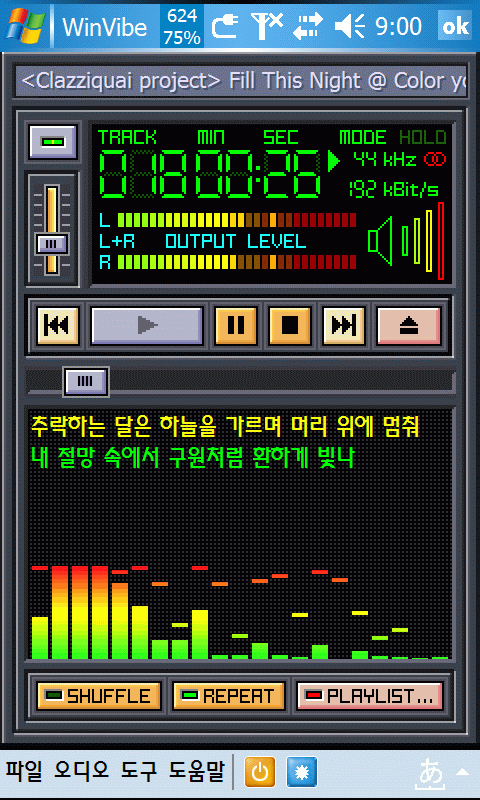 WinVibe 624 75% 9:00 ok
<Clazziquai project> Fill This Night @ Color yo
TRACK MIN SEC MODE HOLD
018 00:26 44 kHz
192 kBit/s
L
L+R OUTPUT LEVEL
R
추락하는 달은 하늘을 가르며 머리 위에 멈춰
내 절망 속에서 구원처럼 환하게 빛나
SHUFFLE REPEAT PLAYLIST...
파일 오디오 도구 도움말 あ